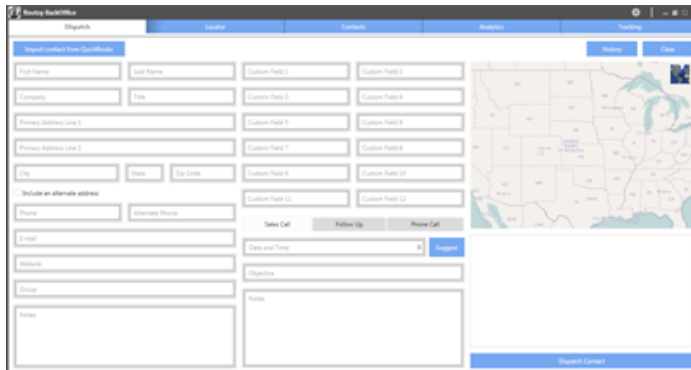 BackOffice
Dispatch
Locator
Contacts
Analytics
Tracking
Import contact from QuickBooks
History
Clear
First Name
Last Name
Custom Field 1
Custom Field 2
Company
Title
Custom Field 3
Custom Field 4
Primary Address Line 1
Custom Field 5
Custom Field 6
Primary Address Line 2
Custom Field 7
Custom Field 8
City
State
Zip Code
Custom Field 9
Custom Field 10
Include an alternate address
Custom Field 11
Custom Field 12
Phone
Alternate Phone
Sales Call
Follow Up
Phone Call
E-mail
Date and Time
Suggest
Website
Objective
Group
Notes
Notes
Dispatch Contact
United States of America